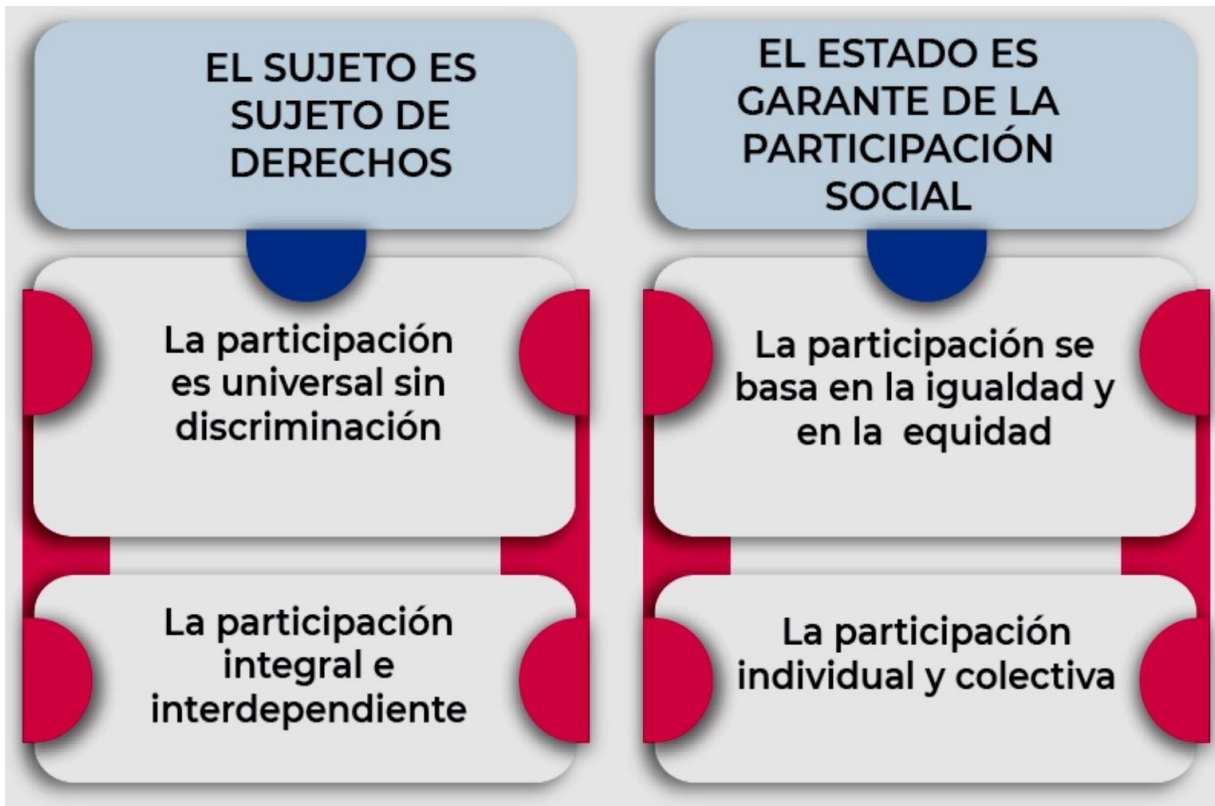 EL SUJETO ES
SUJETO DE
DERECHOS
La participación
es universal sin
discriminación
La participación
integral e
interdependiente
EL ESTADO ES
GARANTE DE LA
PARTICIPACIÓN
SOCIAL
La participación se
basa en la igualdad y
en la equidad
La participación
individual y colectiva